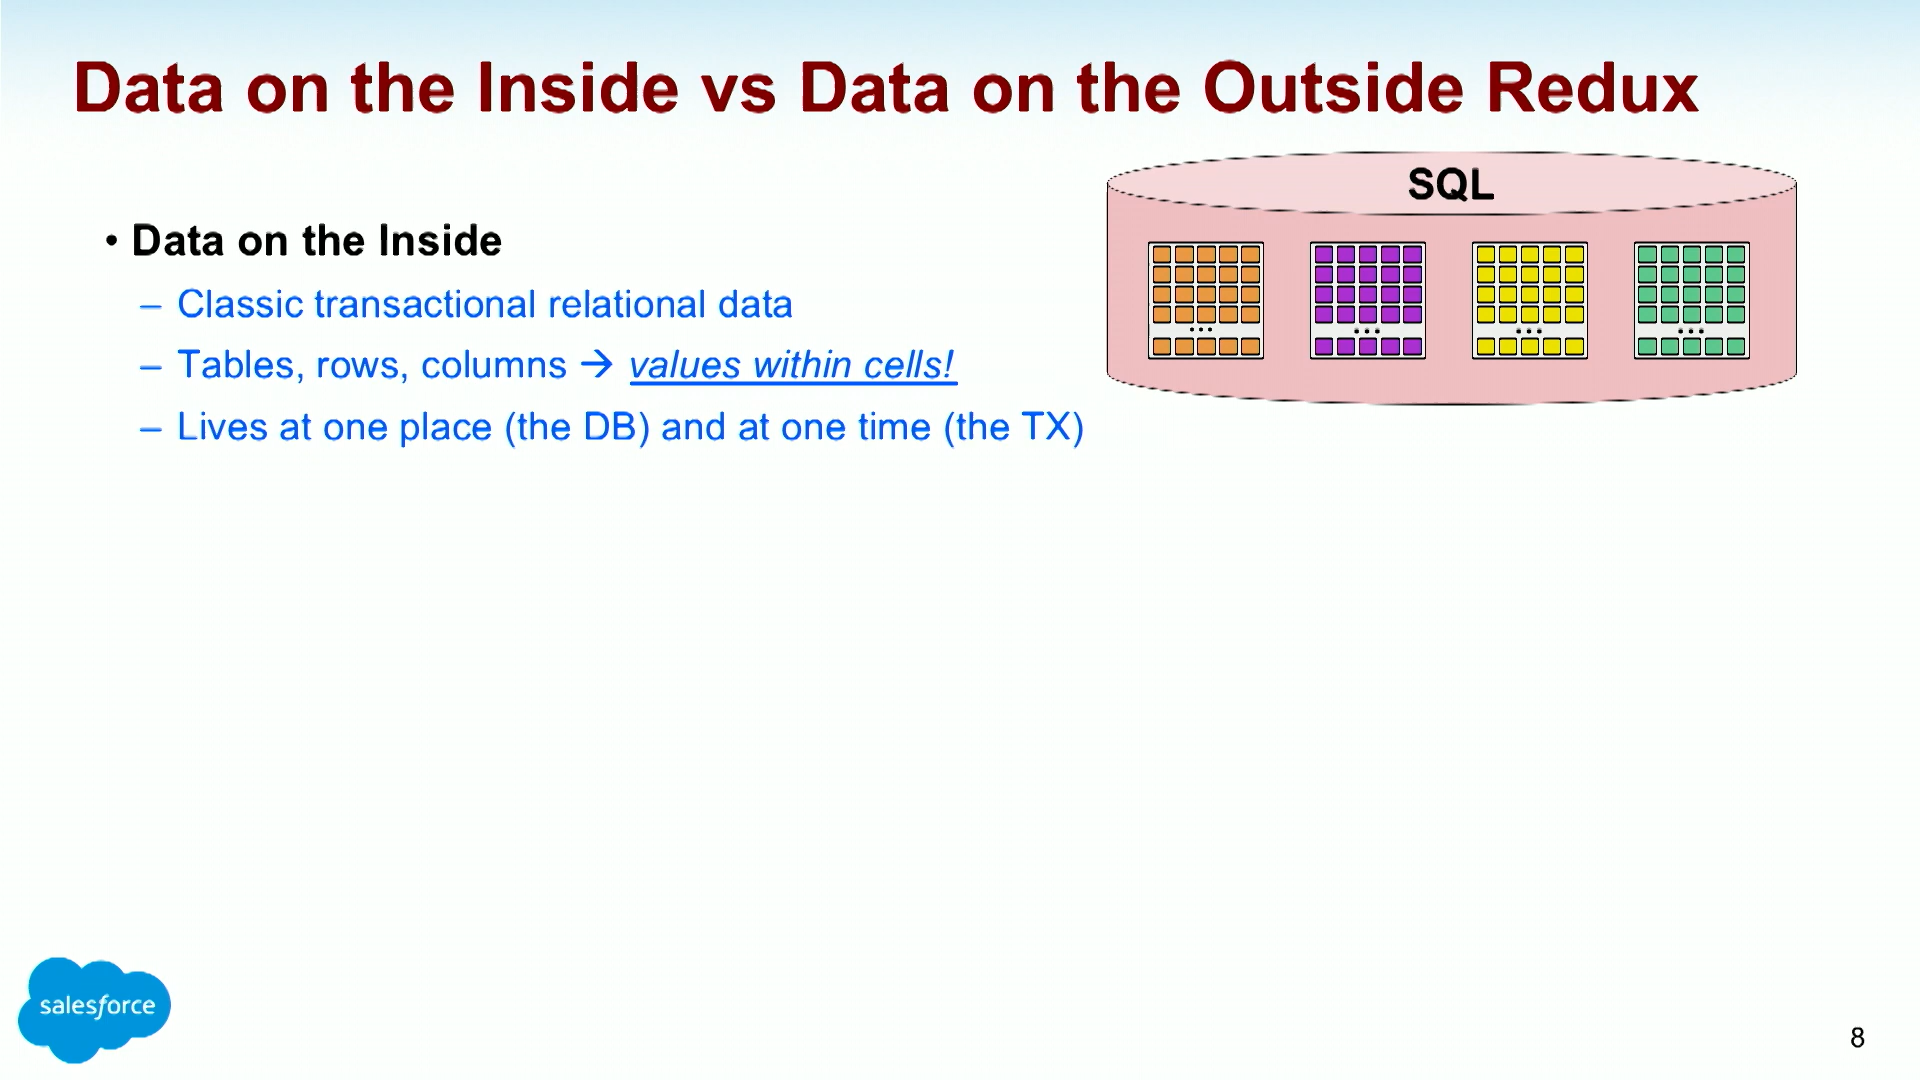 Data on the Inside vs Data on the Outside Redux
SQL
• Data on the Inside
– Classic transactional relational data
– Tables, rows, columns → values within cells!
– Lives at one place (the DB) and at one time (the TX)
salesforce
8